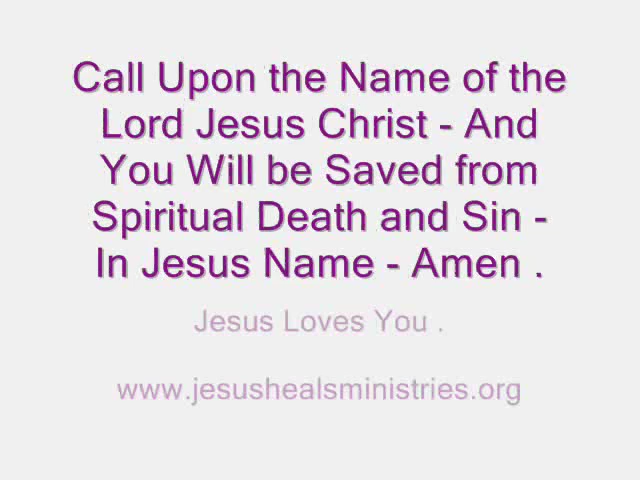 Call Upon the Name of the
Lord Jesus Christ - And
You Will be Saved from
Spiritual Death and Sin -
In Jesus Name - Amen .
Jesus Loves You .
www.jesushealsministries.org